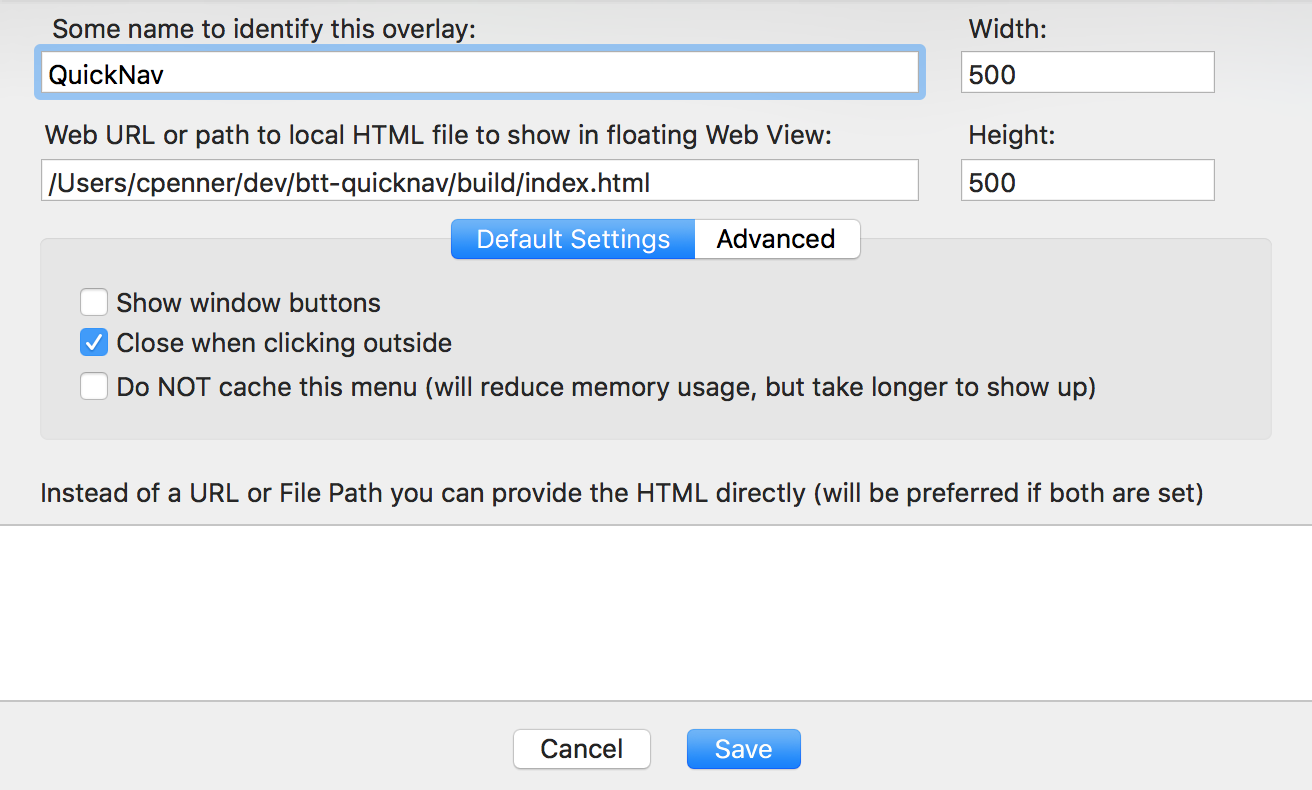 Some name to identify this overlay:
Width:
QuickNav
500
Web URL or path to local HTML file to show in floating Web View:
Height:
/Users/cpenner/dev/btt-quicknav/build/index.html
500
Default Settings
Advanced
Show window buttons
Close when clicking outside
Do NOT cache this menu (will reduce memory usage, but take longer to show up)
Instead of a URL or File Path you can provide the HTML directly (will be preferred if both are set)
Cancel
Save